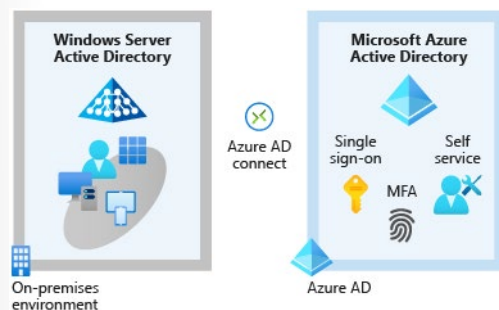 Windows Server
Active Directory
Microsoft Azure
Active Directory
Azure AD
connect
Single
sign-on
Self
service
MFA
On-premises
environment
Azure AD